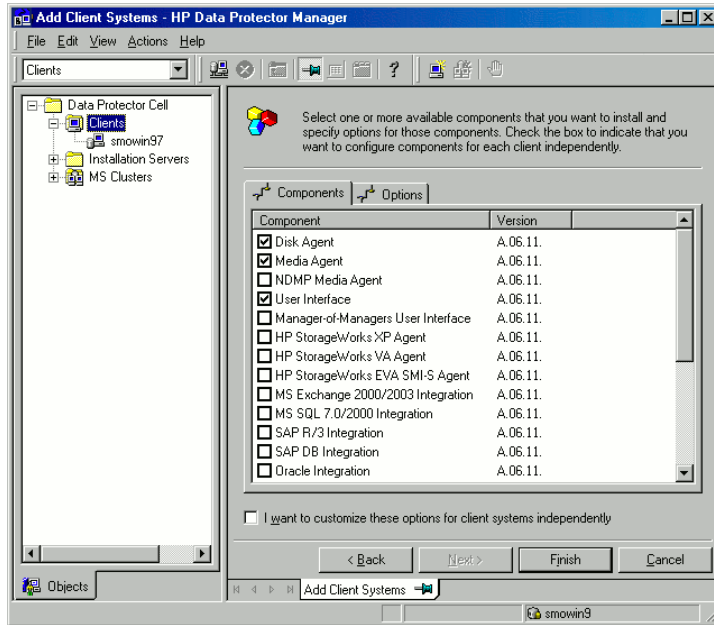 Add Client Systems - HP Data Protector Manager
File Edit View Actions Help
Clients
Data Protector Cell
Clients
smowin97
Installation Servers
MS Clusters
Select one or more available components that you want to install and
specify options for those components. Check the box to indicate that you
want to configure components for each client independently.
Components Options
Component Version
Disk Agent A.06.11.
Media Agent A.06.11.
NDMP Media Agent A.06.11.
User Interface A.06.11.
Manager-of-Managers User Interface A.06.11.
HP StorageWorks XP Agent A.06.11.
HP StorageWorks VA Agent A.06.11.
HP StorageWorks EVA SMI-S Agent A.06.11.
MS Exchange 2000/2003 Integration A.06.11.
MS SQL 7.0/2000 Integration A.06.11.
SAP R/3 Integration A.06.11.
SAP DB Integration A.06.11.
Oracle Integration A.06.11.
I want to customize these options for client systems independently
< Back Next > Finish Cancel
Objects
Add Client Systems
smowin9